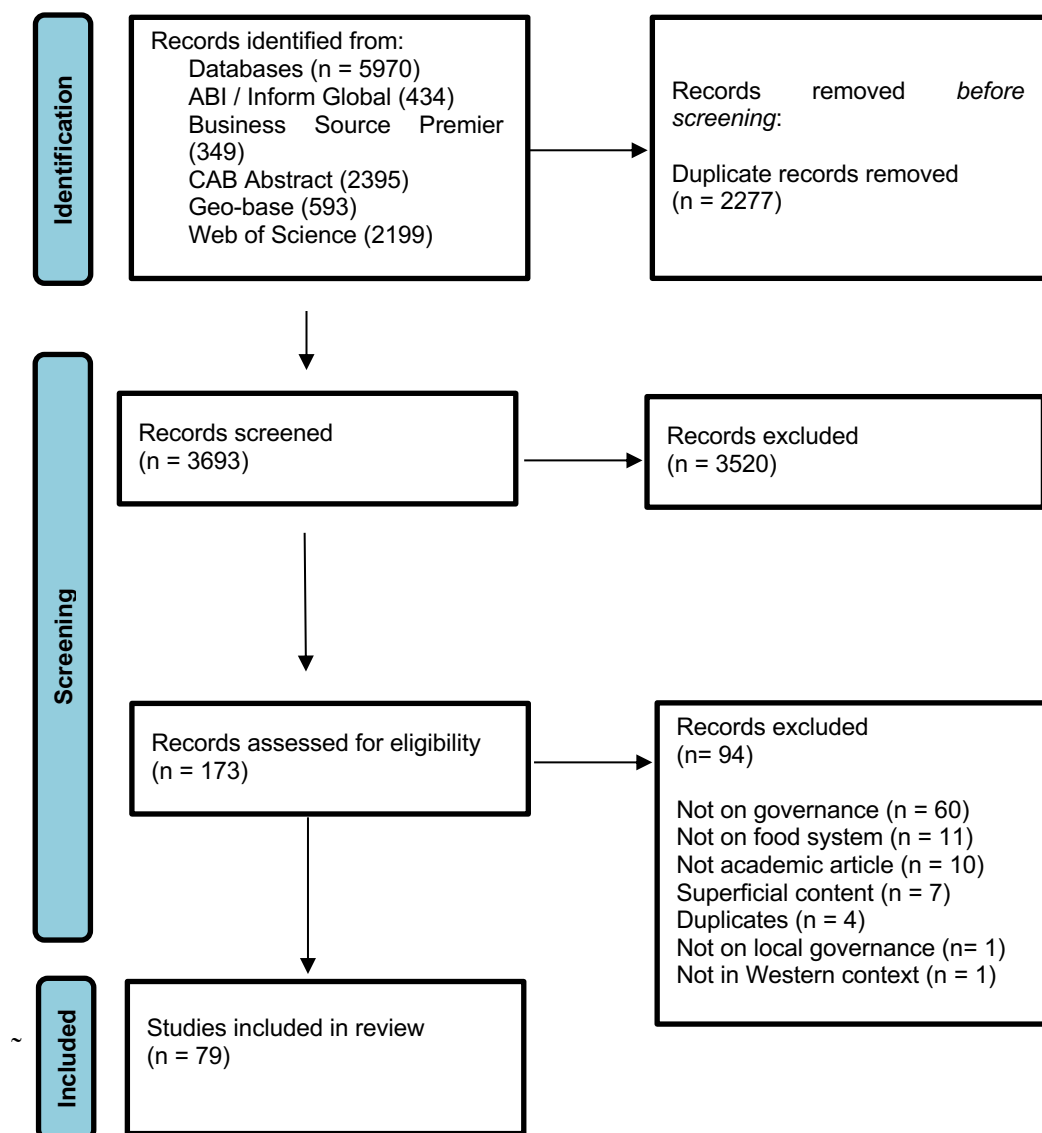 Identification
Records identified from:
Databases (n = 5970)
ABI / Inform Global (434)
Business Source Premier
(349)
CAB Abstract (2395)
Geo-base (593)
Web of Science (2199)
Records removed before
screening:
Duplicate records removed
(n = 2277)
Screening
Records screened
(n = 3693)
Records excluded
(n = 3520)
Records assessed for eligibility
(n = 173)
Records excluded
(n= 94)
Not on governance (n = 60)
Not on food system (n = 11)
Not academic article (n = 10)
Superficial content (n = 7)
Duplicates (n = 4)
Not on local governance (n= 1)
Not in Western context (n = 1)
~
Included
Studies included in review
(n = 79)